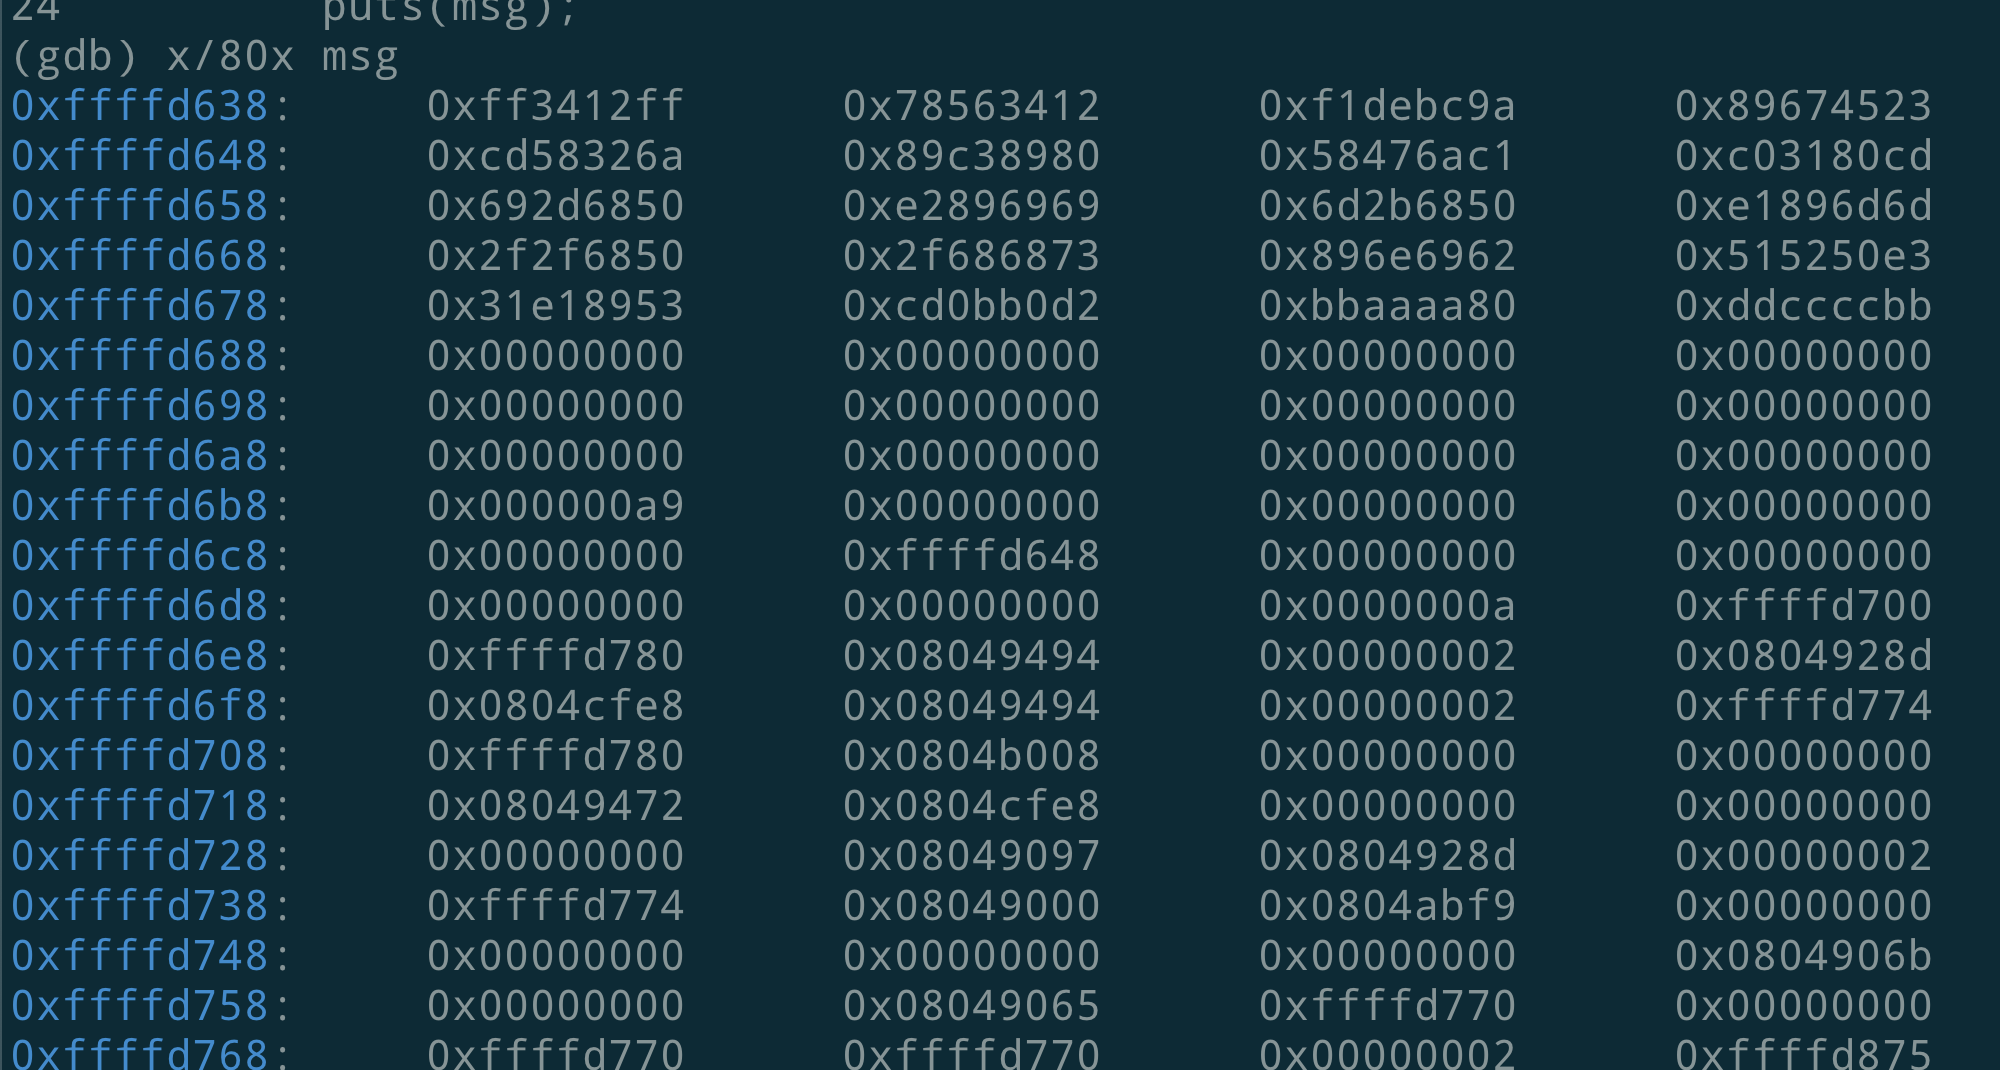 24 puts(msg);
(gdb) x/80x msg
0xffffd638: 0xff3412ff 0x78563412 0xf1debc9a 0x89674523
0xffffd648: 0xcd58326a 0x89c38980 0x58476ac1 0xc03180cd
0xffffd658: 0x692d6850 0xe2896969 0x6d2b6850 0xe1896d6d
0xffffd668: 0x2f2f6850 0x2f686873 0x896e6962 0x515250e3
0xffffd678: 0x31e18953 0xcd0bb0d2 0xbbaaaa80 0xddccccbb
0xffffd688: 0x00000000 0x00000000 0x00000000 0x00000000
0xffffd698: 0x00000000 0x00000000 0x00000000 0x00000000
0xffffd6a8: 0x00000000 0x00000000 0x00000000 0x00000000
0xffffd6b8: 0x000000a9 0x00000000 0x00000000 0x00000000
0xffffd6c8: 0x00000000 0xffffd648 0x00000000 0x00000000
0xffffd6d8: 0x00000000 0x00000000 0x0000000a 0xffffd700
0xffffd6e8: 0xffffd780 0x08049494 0x00000002 0x0804928d
0xffffd6f8: 0x0804cfe8 0x08049494 0x00000002 0xffffd774
0xffffd708: 0xffffd780 0x0804b008 0x00000000 0x00000000
0xffffd718: 0x08049472 0x0804cfe8 0x00000000 0x00000000
0xffffd728: 0x00000000 0x08049097 0x0804928d 0x00000002
0xffffd738: 0xffffd774 0x08049000 0x0804abf9 0x00000000
0xffffd748: 0x00000000 0x00000000 0x00000000 0x0804906b
0xffffd758: 0x00000000 0x08049065 0xffffd770 0x00000000
0xffffd768: 0xffffd770 0xffffd770 0x00000002 0xffffd875